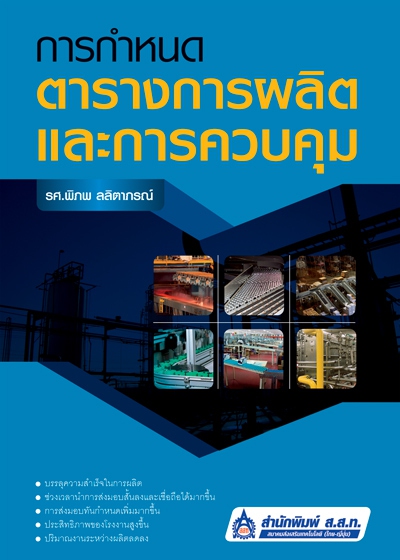 การกำหนด
ตารางการผลิต
และการควบคุม
รศ.พิภพ ลลิตาภรณ์
• บรรลุความสำเร็จในการผลิต
• ช่วงเวลานำการส่งมอบสั้นลงและเชื่อถือได้มากขึ้น
• การส่งมอบทันกำหนดเพิ่มมากขึ้น
• ประสิทธิภาพของโรงงานสูงขึ้น
• ปริมาณงานระหว่างผลิตลดลง
สำนักพิมพ์ ส.ส.ท.
สมาคมส่งเสริมเทคโนโลยี (ไทย-ญี่ปุ่น)